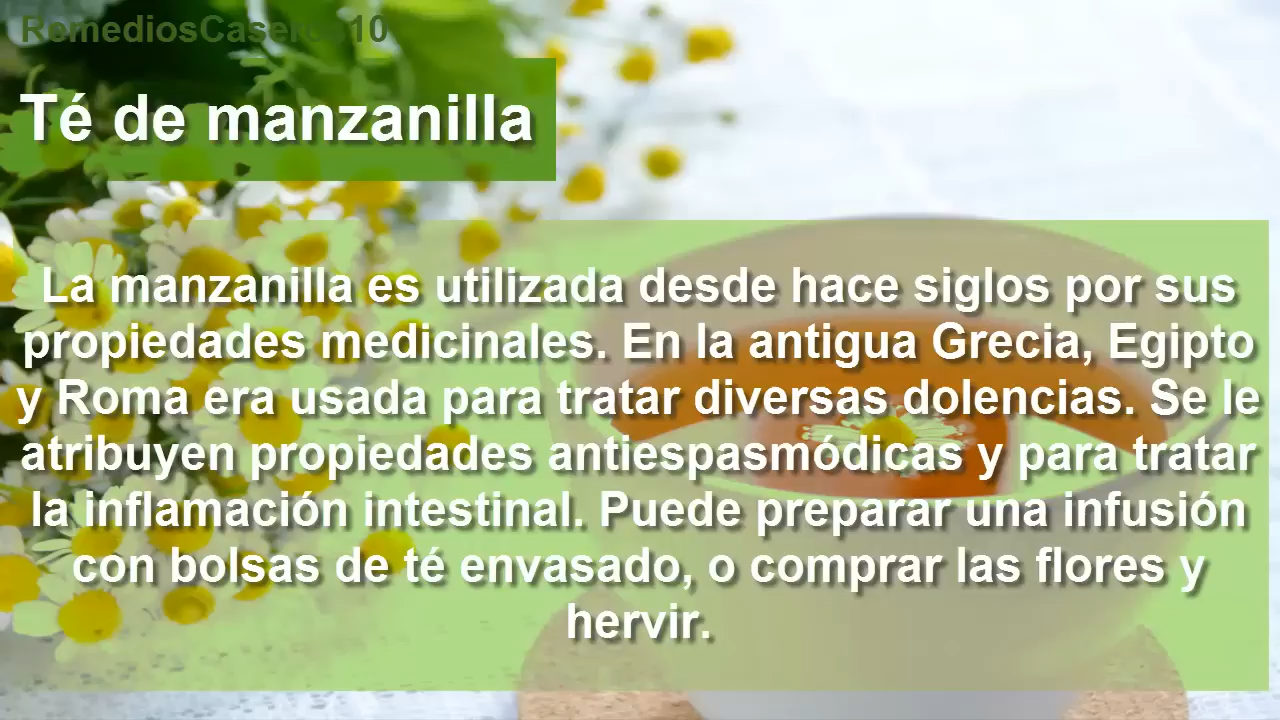 RemediosCaseros10
Té de manzanilla
La manzanilla es utilizada desde hace siglos por sus
propiedades medicinales. En la antigua Grecia, Egipto
y Roma era usada para tratar diversas dolencias. Se le
atribuyen propiedades antiespasmódicas y para tratar
la inflamación intestinal. Puede preparar una infusión
con bolsas de té envasado, o comprar las flores y
hervir.